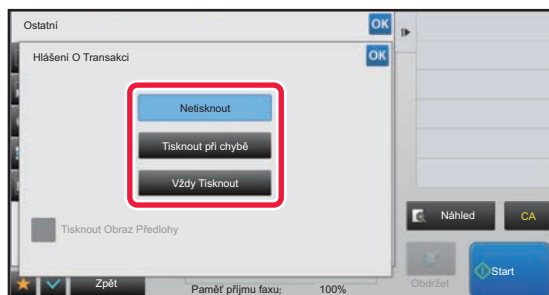 Ostatní
OK
Hlášení O Transakci
OK
Netisknout
Tisknout při chybě
Vždy Tisknout
Tisknout Obraz Předlohy
Náhled
CA
Obdržet
Start
Zpět
Paměť příjmu faxu:
100%